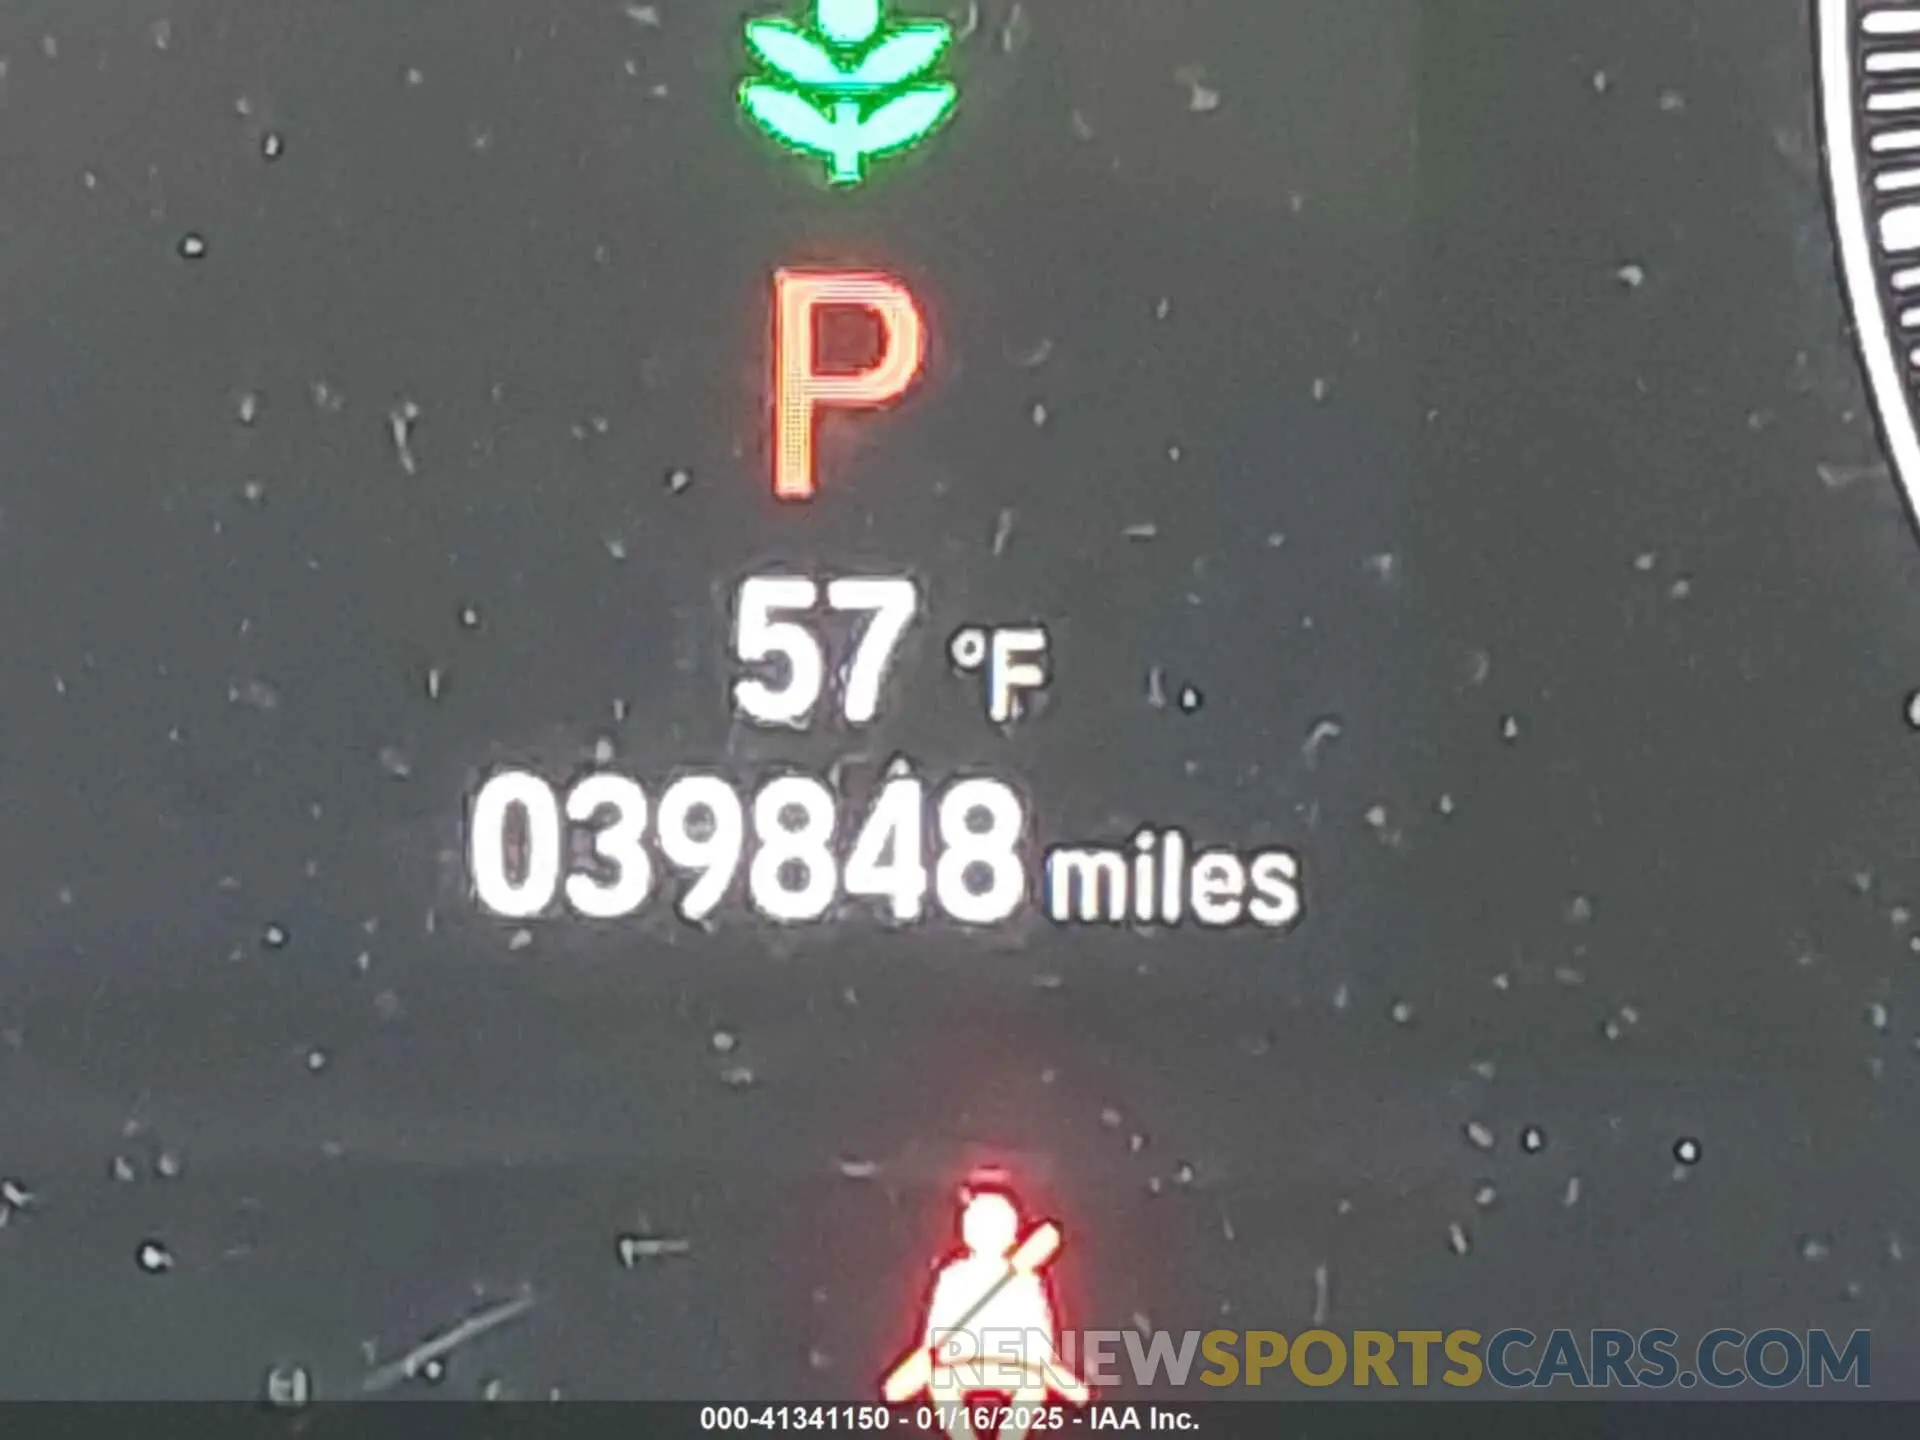 P
57 °F
039848 miles
RENEWSPORTSCARS.COM
000-41341150 - 01/16/2025 - IAA Inc.